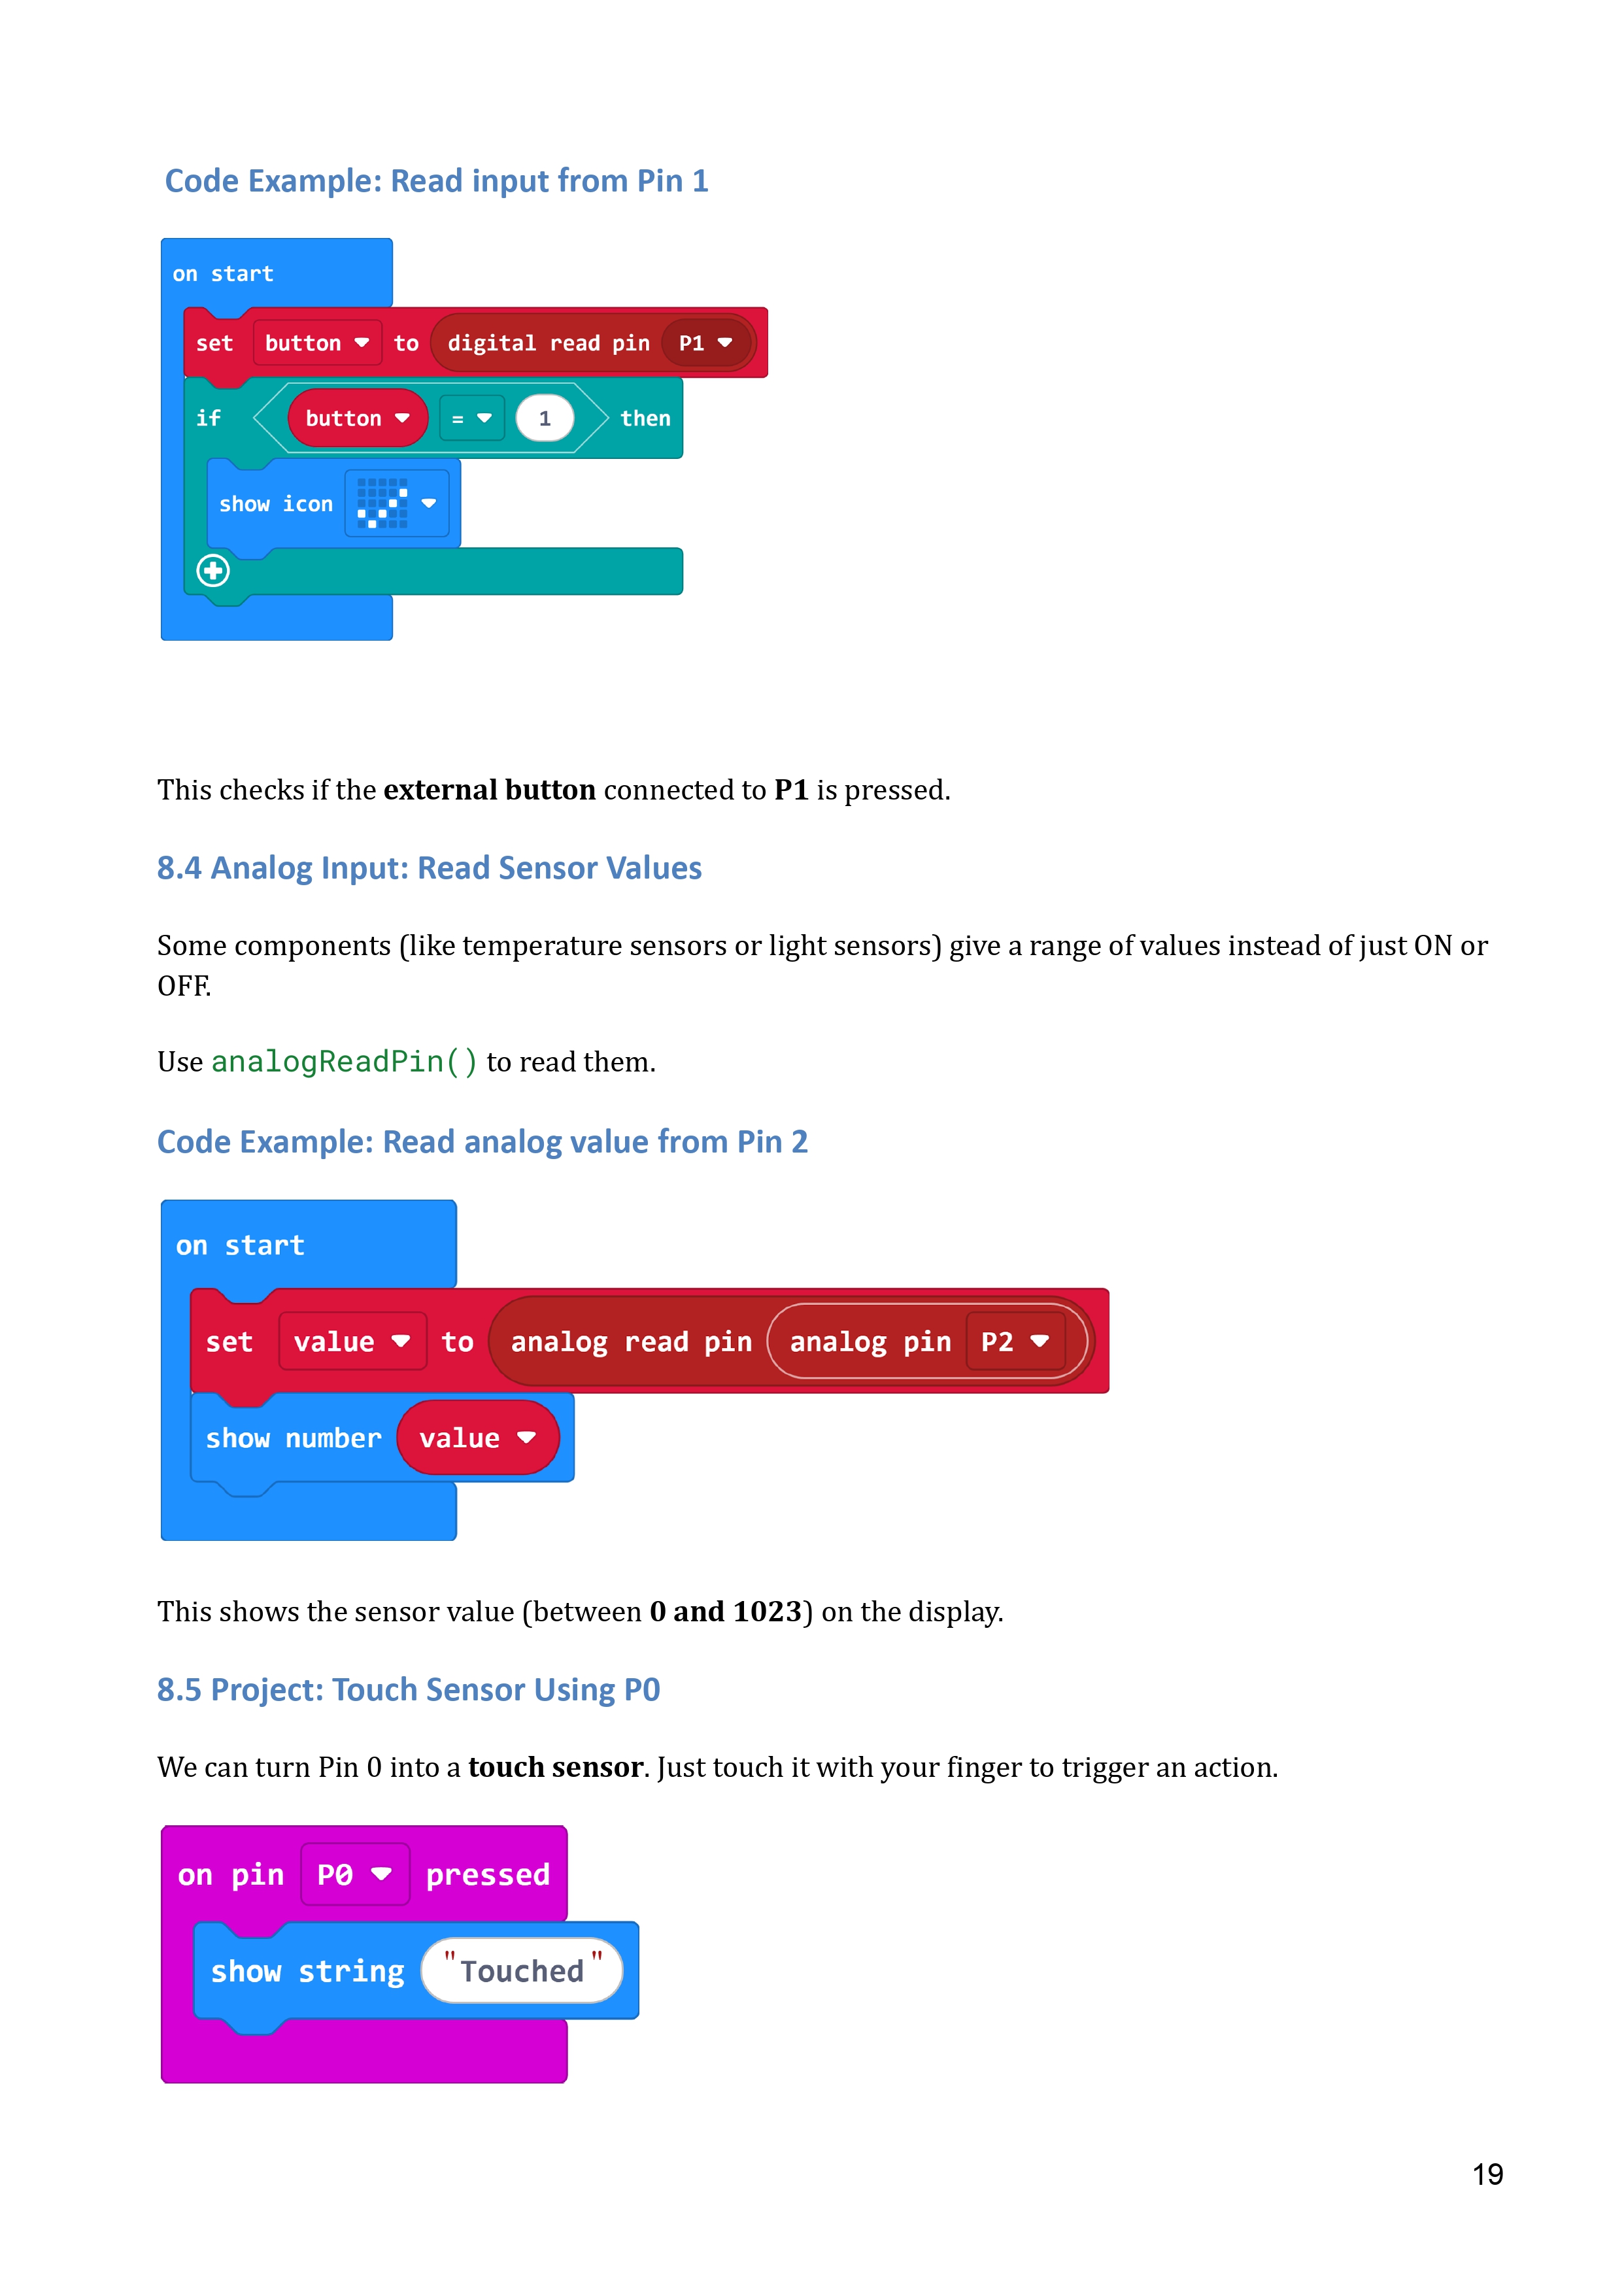 Code Example: Read input from Pin 1
on start
set button to digital read pin P1
if button = 1 then
show icon
This checks if the external button connected to P1 is pressed.
8.4 Analog Input: Read Sensor Values
Some components (like temperature sensors or light sensors) give a range of values instead of just ON or
OFF.
Use analogReadPin() to read them.
Code Example: Read analog value from Pin 2
on start
set value to analog read pin analog pin P2
show number value
This shows the sensor value (between 0 and 1023) on the display.
8.5 Project: Touch Sensor Using P0
We can turn Pin 0 into a touch sensor. Just touch it with your finger to trigger an action.
on pin P0 pressed
show string "Touched"
19